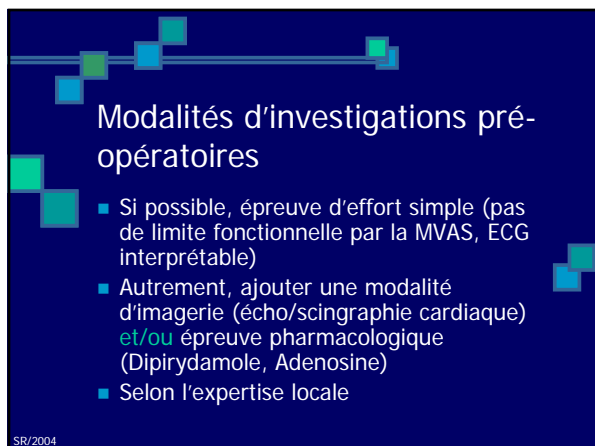 Modalités d'investigations pré-
opératoires
Si possible, épreuve d'effort simple (pas
de limite fonctionnelle par la MVAS, ECG
interprétable)
Autrement, ajouter une modalité
d'imagerie (écho/scingraphie cardiaque)
et/ou épreuve pharmacologique
(Dipirydamole, Adenosine)
Selon l'expertise locale
SR/2004